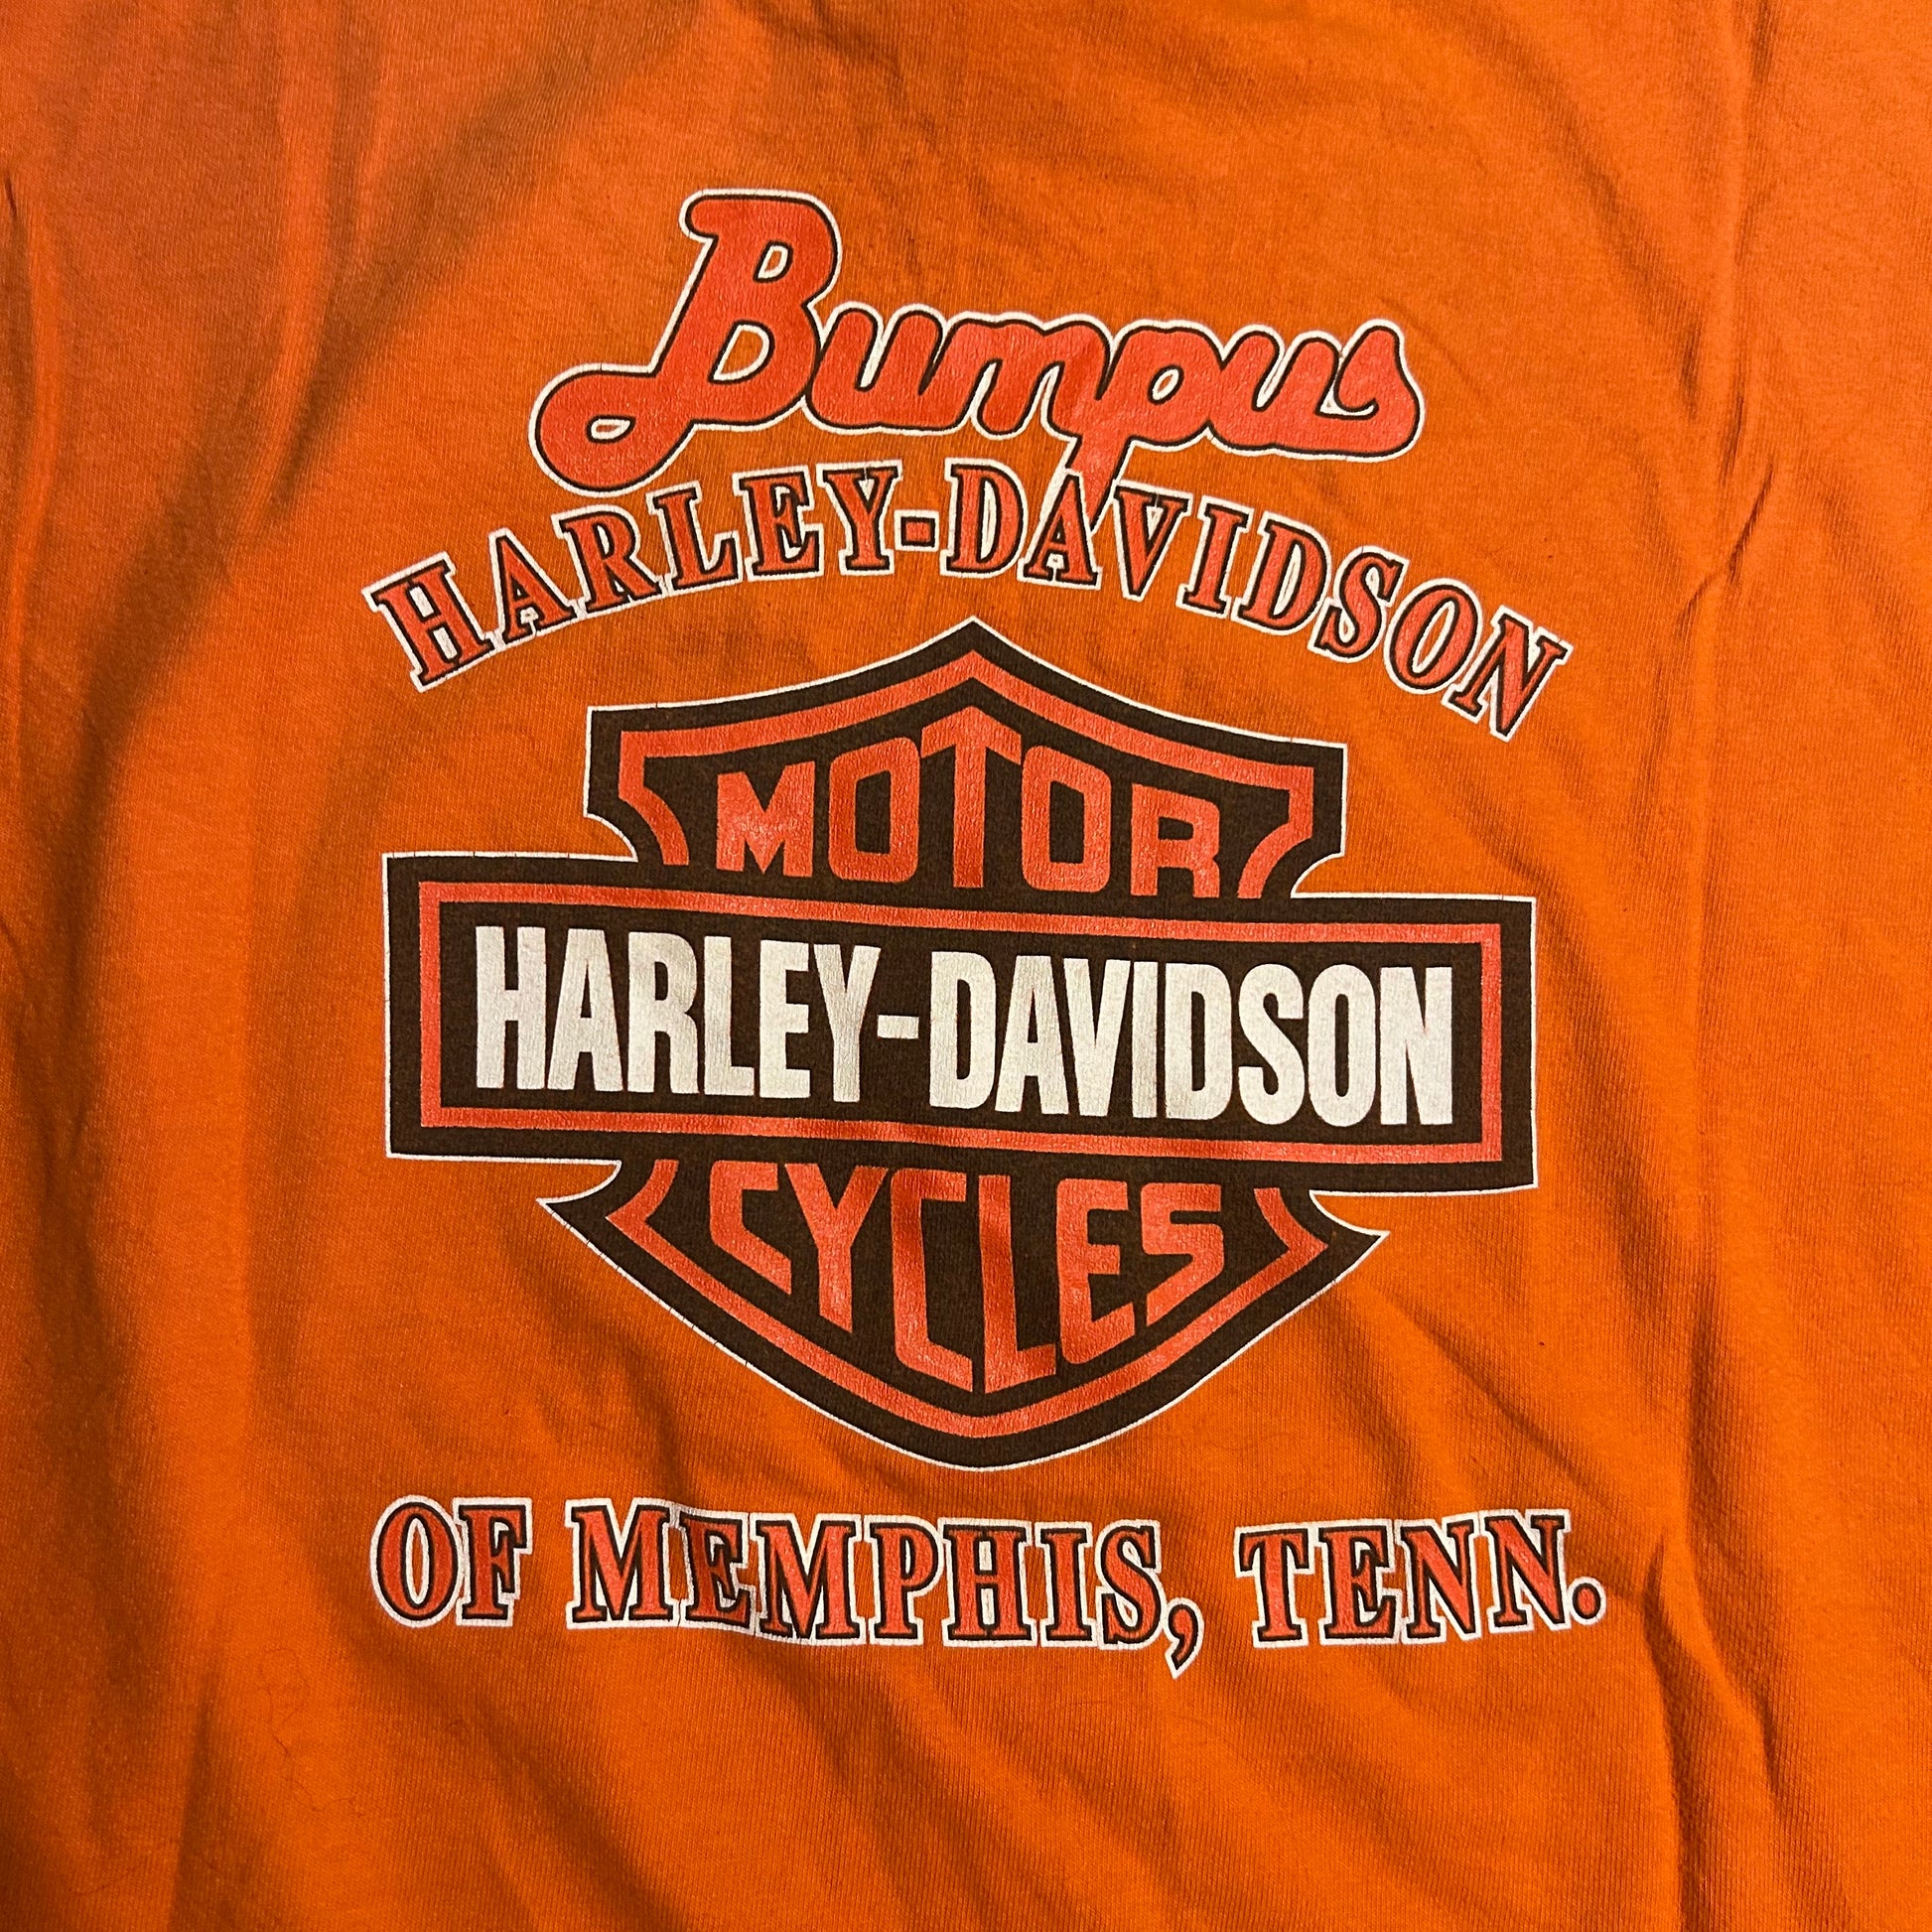 Bumpus
HARLEY-DAVIDSON
MOTOR
HARLEY-DAVIDSON
CYCLES
OF MEMPHIS, TENN.